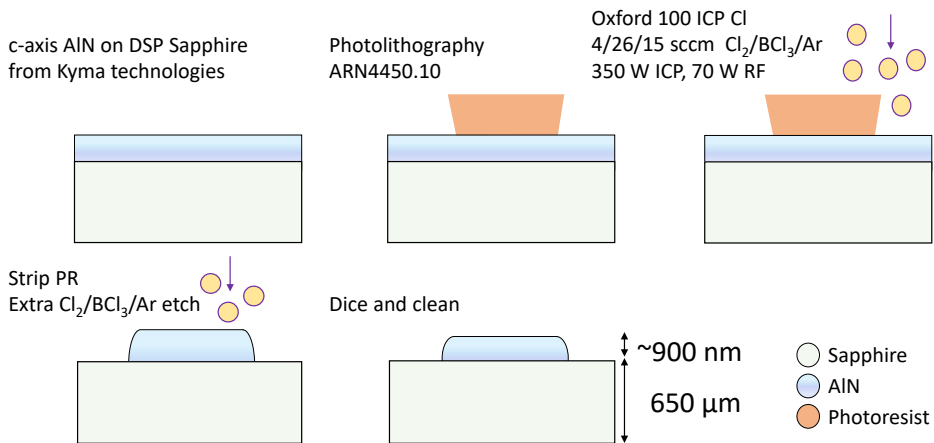 c-axis AlN on DSP Sapphire
from Kyma technologies
Photolithography
ARN4450.10
Oxford 100 ICP Cl
4/26/15 sccm Cl₂/BCl₃/Ar
350 W ICP, 70 W RF
Strip PR
Extra Cl₂/BCl₃/Ar etch
Dice and clean
~900 nm
650 μm
Sapphire
AlN
Photoresist